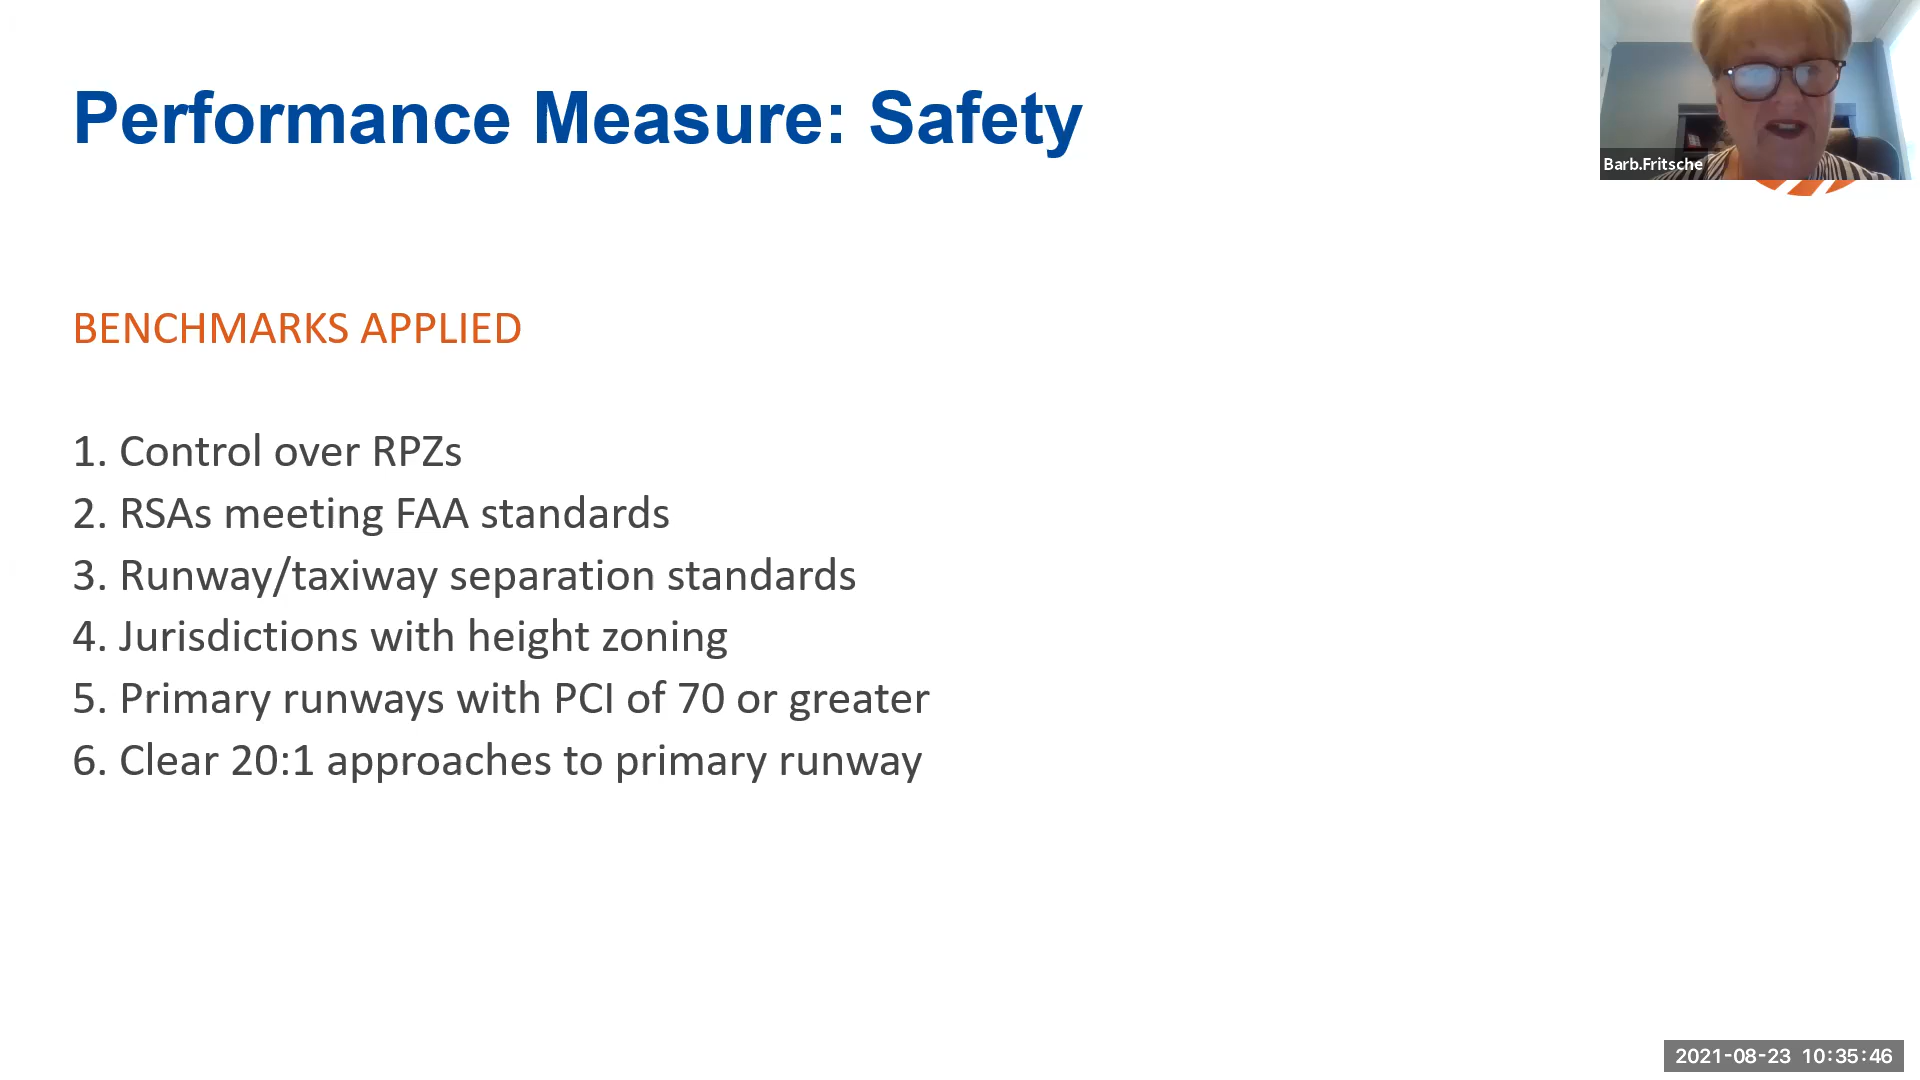 Performance Measure: Safety
Barb.Fritsche
BENCHMARKS APPLIED
1. Control over RPZs
2. RSAs meeting FAA standards
3. Runway/taxiway separation standards
4. Jurisdictions with height zoning
5. Primary runways with PCI of 70 or greater
6. Clear 20:1 approaches to primary runway
2021-08-23 10:35:46